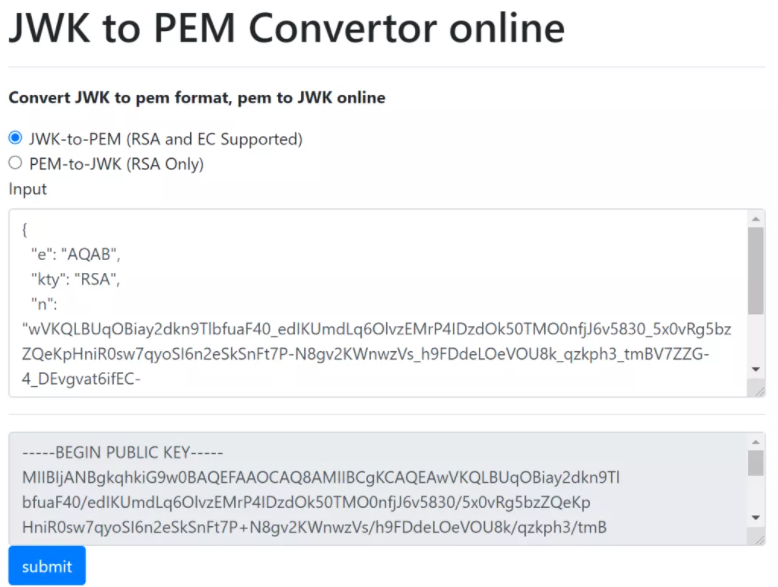 JWK to PEM Convertor online
Convert JWK to pem format, pem to JWK online
JWK-to-PEM (RSA and EC Supported)
PEM-to-JWK (RSA Only)
Input
{
"e": "AQAB",
"kty": "RSA",
"n":
"wVKQLBUqOBiay2dkn9TlbfuaF40_edIKUmdLq6OlvzEMrP4IDzdOk50TMO0nfjJ6v5830_5x0vRg5bz
ZQeKpHniR0sw7qyoSI6n2eSkSnFt7P-N8gv2KWnwzVs_h9FDdeLOeVOU8k_qzkph3_tmBV7ZZG-
4_DEvgvat6ifEC-
-----BEGIN PUBLIC KEY-----
MIIBIjANBgkqhkiG9w0BAQEFAAOCAQ8AMIIBCgKCAQEAwVKQLBUqOBiay2dkn9Tl
bfuaF40/edIKUmdLq6OlvzEMrP4IDzdOk50TMO0nfjJ6v5830/5x0vRg5bzZQeKp
HniR0sw7qyoSI6n2eSkSnFt7P+N8gv2KWnwzVs/h9FDdeLOeVOU8k/qzkph3/tmB
submit